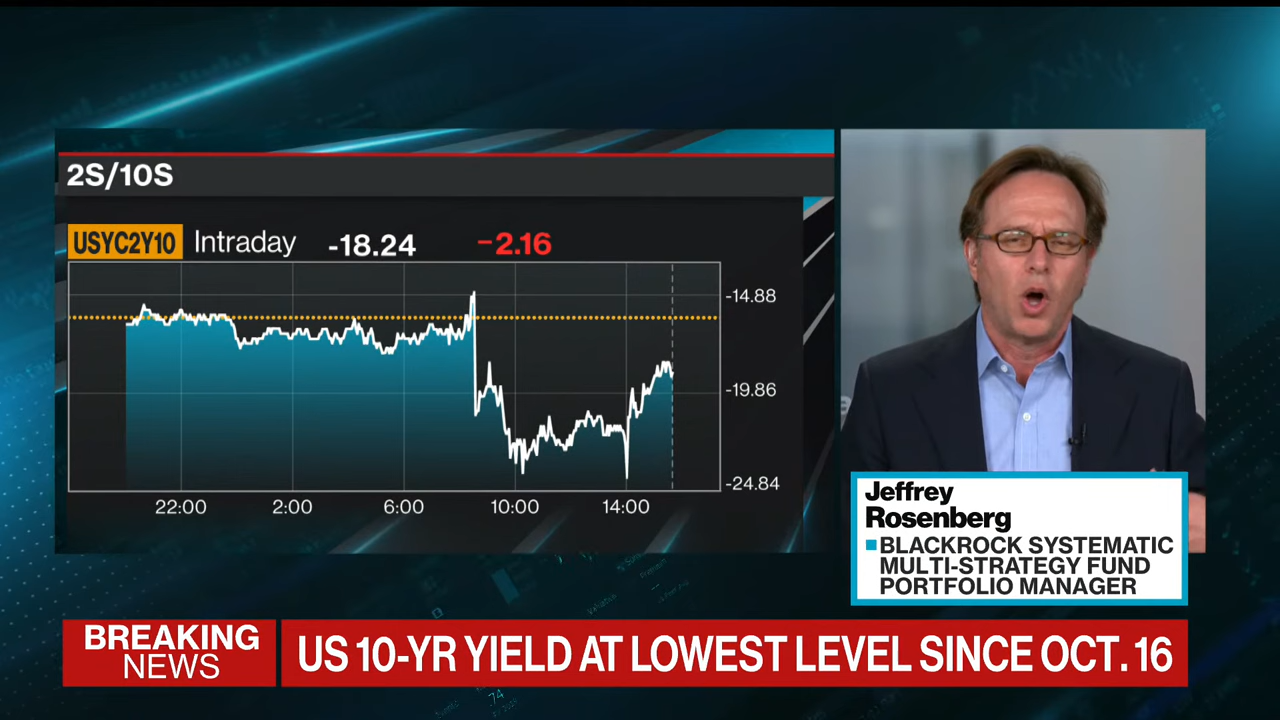 2S/10S
USYC2Y10 Intraday -18.24 -2.16
-14.88
-19.86
-24.84
22:00 2:00 6:00 10:00 14:00
Jeffrey
Rosenberg
BLACKROCK SYSTEMATIC
MULTI-STRATEGY FUND
PORTFOLIO MANAGER
BREAKING
NEWS
US 10-YR YIELD AT LOWEST LEVEL SINCE OCT. 16
74